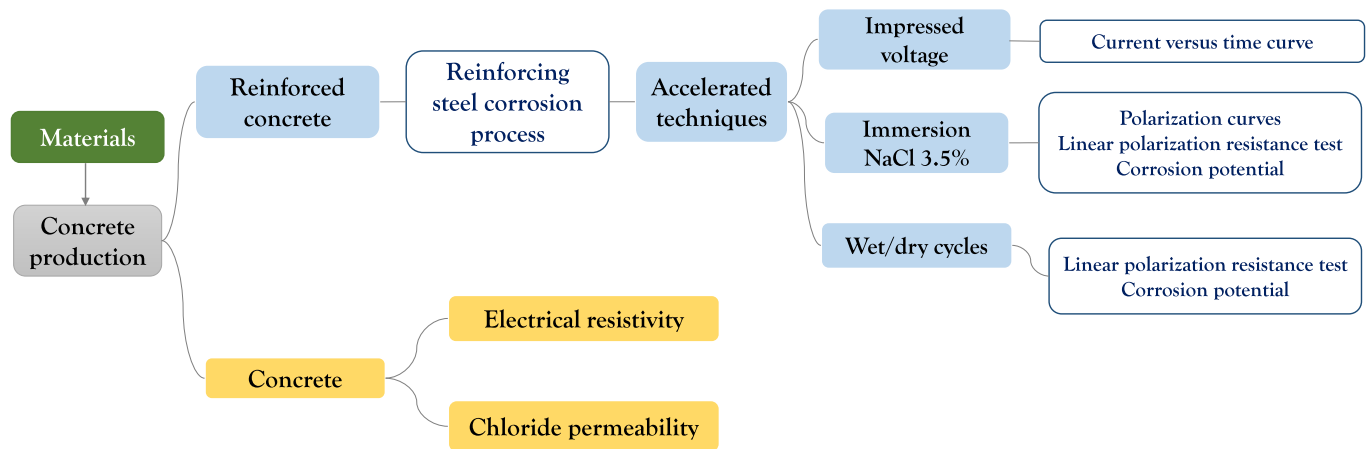 Materials
Concrete
production
Reinforced
concrete
Reinforcing
steel corrosion
process
Accelerated
techniques
Impressed
voltage
Current versus time curve
Immersion
NaCl 3.5%
Polarization curves
Linear polarization resistance test
Corrosion potential
Wet/dry cycles
Linear polarization resistance test
Corrosion potential
Concrete
Electrical resistivity
Chloride permeability